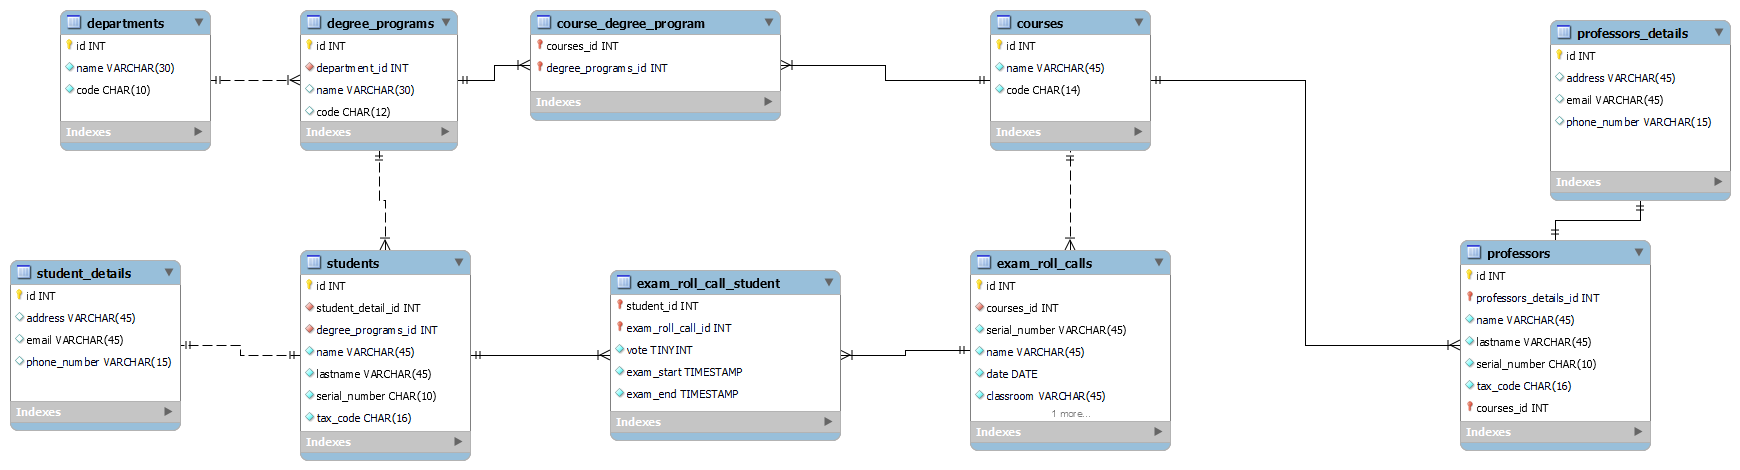 departments
id INT
name VARCHAR(30)
code CHAR(10)
Indexes
degree_programs
id INT
department_id INT
name VARCHAR(30)
code CHAR(12)
Indexes
course_degree_program
courses_id INT
degree_programs_id INT
Indexes
courses
id INT
name VARCHAR(45)
code CHAR(14)
Indexes
professors_details
id INT
address VARCHAR(45)
email VARCHAR(45)
phone_number VARCHAR(15)
Indexes
student_details
id INT
address VARCHAR(45)
email VARCHAR(45)
phone_number VARCHAR(15)
Indexes
students
id INT
student_detail_id INT
degree_programs_id INT
name VARCHAR(45)
lastname VARCHAR(45)
serial_number CHAR(10)
tax_code CHAR(16)
Indexes
exam_roll_call_student
student_id INT
exam_roll_call_id INT
vote TINYINT
exam_start TIMESTAMP
exam_end TIMESTAMP
Indexes
exam_roll_calls
id INT
courses_id INT
serial_number VARCHAR(45)
name VARCHAR(45)
date DATE
classroom VARCHAR(45)
1 more...
Indexes
professors
id INT
professors_details_id INT
name VARCHAR(45)
lastname VARCHAR(45)
serial_number CHAR(10)
tax_code CHAR(16)
courses_id INT
Indexes